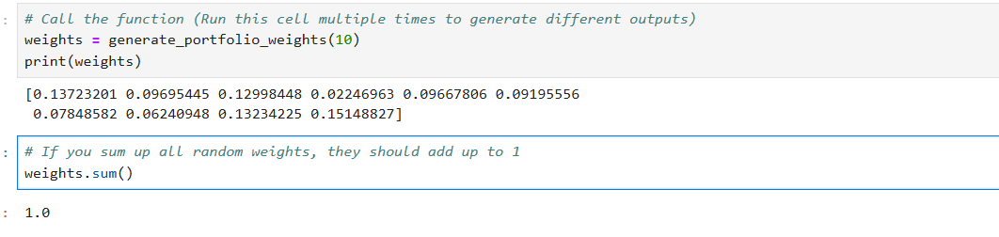 # Call the function (Run this cell multiple times to generate different outputs)
weights = generate_portfolio_weights(10)
print(weights)
[0.13723201 0.09695445 0.12998448 0.02246963 0.09667806 0.09195556
0.07848582 0.06240948 0.13234225 0.15148827]
: # If you sum up all random weights, they should add up to 1
weights.sum()
: 1.0